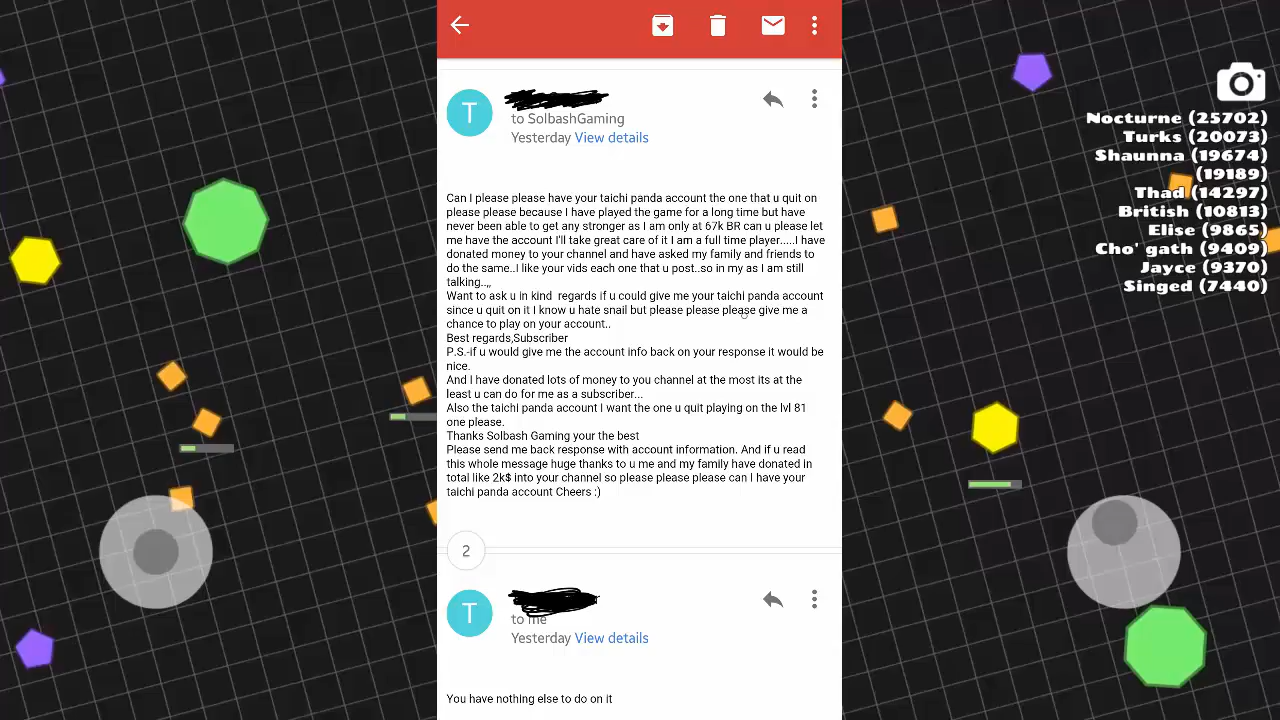 T
to SolbashGaming
Yesterday View details
Can I please please have your taichi panda account the one that u quit on
please please because I have played the game for a long time but have
never been able to get any stronger as I am only at 67k BR can u please let
me have the account I'll take great care of it I am a full time player.....I have
donated money to your channel and have asked my family and friends to
do the same..I like your vids each one that u post..so in my as I am still
talking..,,
Want to ask u in kind regards if u could give me your taichi panda account
since u quit on it i know u hate snail but please please please give me a
chance to play on your account..
Best regards,Subscriber
P.S.-if u would give me the account info back on your response it would be
nice.
And I have donated lots of money to you channel at the most its at the
least u can do for me as a subscriber...
Also the taichi panda account I want the one u quit playing on the lvl 81
one please.
Thanks Solbash Gaming your the best
Please send me back response with account information. And if u read
this whole message huge thanks to u me and my family have donated in
total like 2k$ into your channel so please please please can I have your
taichi panda account Cheers :)
2
T
to me
Yesterday View details
You have nothing else to do on it
Nocturne (25702)
Turks (20073)
Shaunna (19674)
(19189)
Thad (14297)
British (10813)
Elise (9865)
Cho' gath (9409)
Jayce (9370)
Singed (7440)